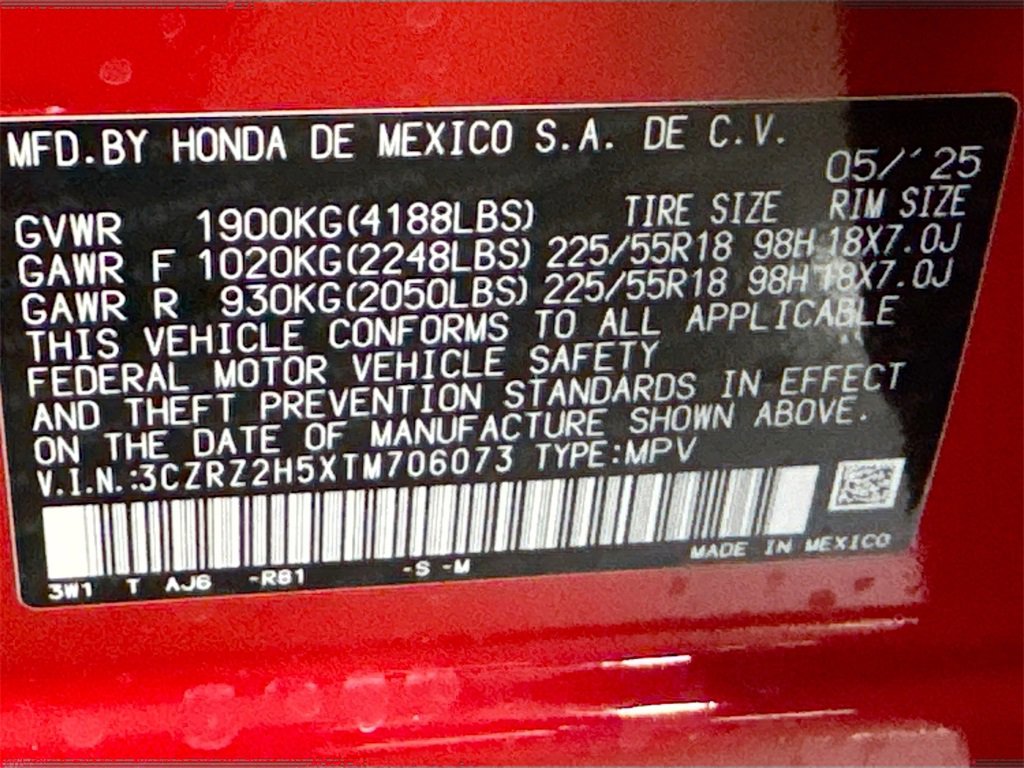 MFD.BY HONDA DE MEXICO S.A. DE C.V.
05/'25
GVWR 1900KG(4188LBS) TIRE SIZE RIM SIZE
GAWR F 1020KG(2248LBS) 225/55R18 98H 18X7.0J
GAWR R 930KG(2050LBS) 225/55R18 98H 18X7.0J
THIS VEHICLE CONFORMS TO ALL APPLICABLE
FEDERAL MOTOR VEHICLE SAFETY
AND THEFT PREVENTION STANDARDS IN EFFECT
ON THE DATE OF MANUFACTURE SHOWN ABOVE.
V.I.N.:3CZRZ2H5XTM706073 TYPE:MPV
MADE IN MEXICO
3W1 T AJ6 -R81 -S -M